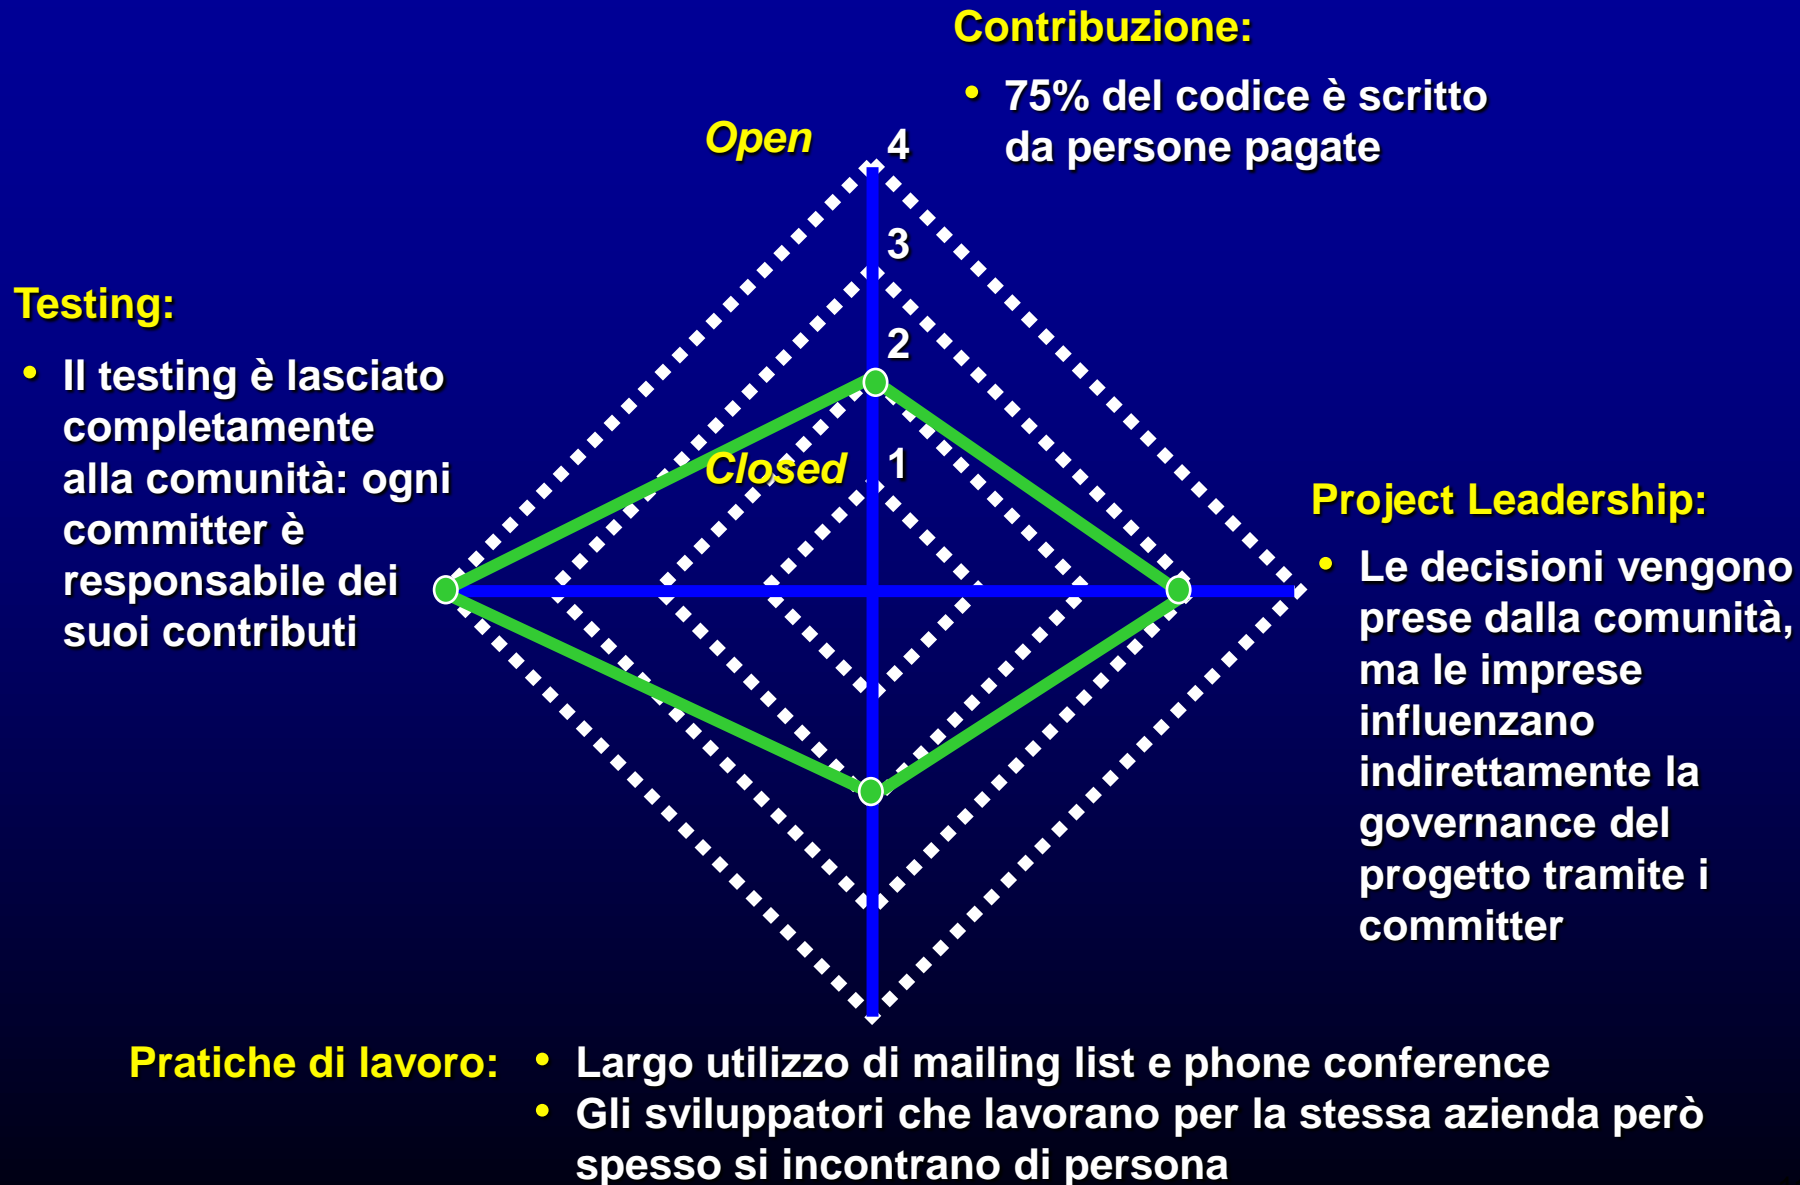 Contribuzione:
• 75% del codice è scritto
da persone pagate
Open
4
3
2
Closed
1
Testing:
• Il testing è lasciato
completamente
alla comunità: ogni
committer è
responsabile dei
suoi contributi
Project Leadership:
• Le decisioni vengono
prese dalla comunità,
ma le imprese
influenzano
indirettamente la
governance del
progetto tramite i
committer
Pratiche di lavoro: • Largo utilizzo di mailing list e phone conference
• Gli sviluppatori che lavorano per la stessa azienda però
spesso si incontrano di persona